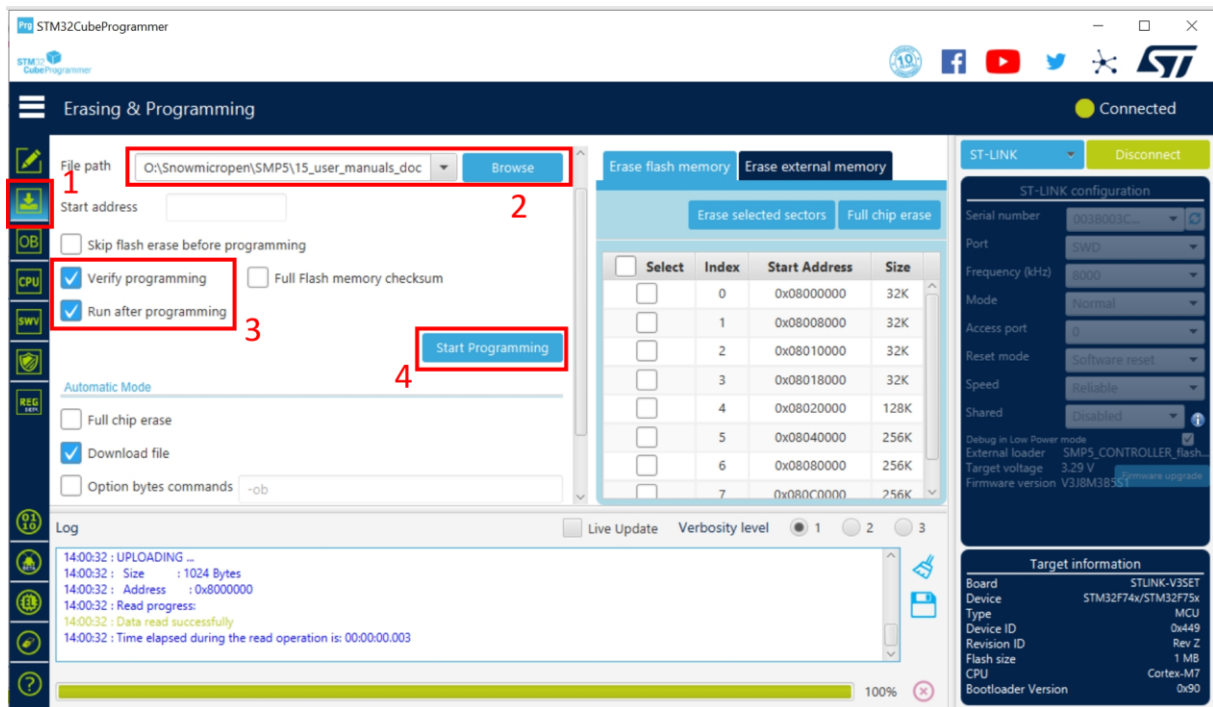 Pro STM32CubeProgrammer
STM32
CubeProgrammer
10
Erasing & Programming
Connected
1
File path O:\Snowmicropen\SMP5\15_user_manuals_doc Browse
2
Start address
Skip flash erase before programming
Verify programming Full Flash memory checksum
Run after programming
3
Start Programming
4
Automatic Mode
Full chip erase
Download file
Option bytes commands -ob
OB
CPU
SWV
REG
Erase flash memory Erase external memory
Erase selected sectors Full chip erase
Select Index Start Address Size
0 0x08000000 32K
1 0x08008000 32K
2 0x08010000 32K
3 0x08018000 32K
4 0x08020000 128K
5 0x08040000 256K
6 0x08080000 256K
7 0x080C0000 256K
ST-LINK Disconnect
ST-LINK configuration
Serial number 003B003C...
Port SWD
Frequency (kHz) 8000
Mode Normal
Access port 0
Reset mode Software reset
Speed Reliable
Shared Disabled
Debug in Low Power mode
External loader SMP5_CONTROLLER_flash...
Target voltage 3.29 V
Firmware version Firmware upgrade
Log Live Update Verbosity level 1 2 3
14:00:32 : UPLOADING ...
14:00:32 : Size : 1024 Bytes
14:00:32 : Address : 0x8000000
14:00:32 : Read progress:
14:00:32 : Data read successfully
14:00:32 : Time elapsed during the read operation is: 00:00:00.003
100%
Target information
Board STLINK-V3SET
Device STM32F74x/STM32F75x
Type MCU
Device ID 0x449
Revision ID Rev Z
Flash size 1 MB
CPU Cortex-M7
Bootloader Version 0x90